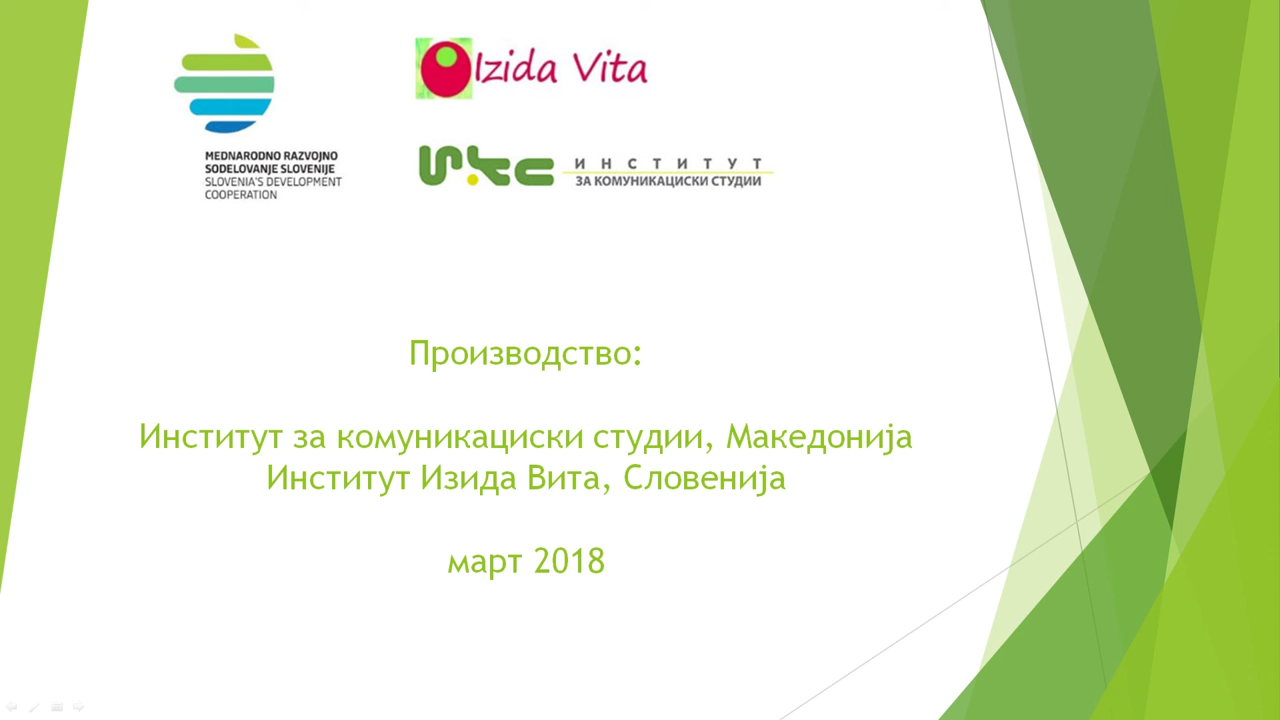 MEDNARODNO RAZVOJNO
SODELOVANJE SLOVENIJE
SLOVENIA'S DEVELOPMENT
COOPERATION
Izida Vita
ИНСТИТУТ
ЗА КОМУНИКАЦИСКИ СТУДИИ
Производство:
Институт за комуникациски студии, Македонија
Институт Изида Вита, Словенија
март 2018